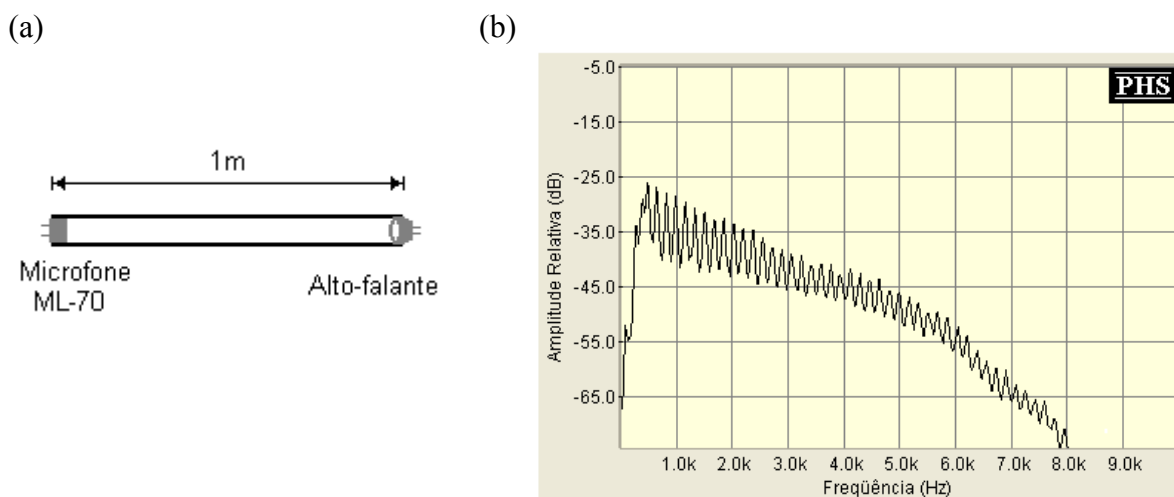 (a)
(b)
1m
Microfone
ML-70
Alto-falante
PHS
Amplitude Relativa (dB)
-5.0
-15.0
-25.0
-35.0
-45.0
-55.0
-65.0
1.0k 2.0k 3.0k 4.0k 5.0k 6.0k 7.0k 8.0k 9.0k
Freqüência (Hz)